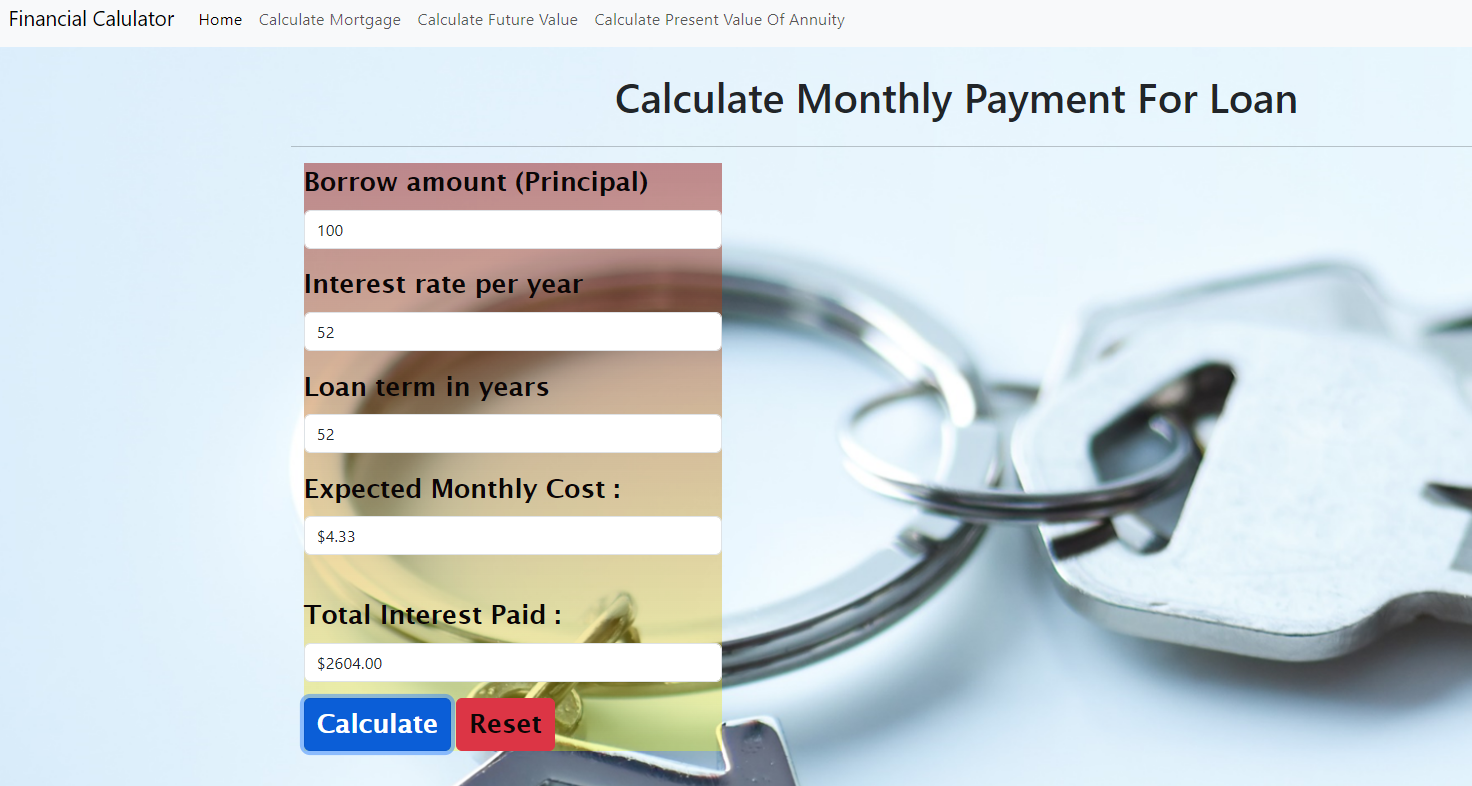 Financial Calulator Home Calculate Mortgage Calculate Future Value Calculate Present Value Of Annuity
Calculate Monthly Payment For Loan
Borrow amount (Principal)
100
Interest rate per year
52
Loan term in years
52
Expected Monthly Cost :
$4.33
Total Interest Paid :
$2604.00
Calculate Reset